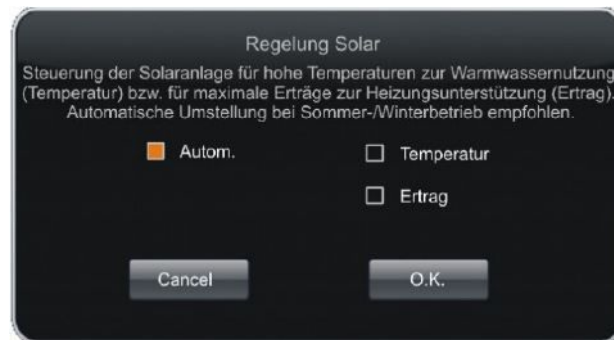 Regelung Solar
Steuerung der Solaranlage für hohe Temperaturen zur Warmwassernutzung
(Temperatur) bzw. für maximale Erträge zur Heizungsunterstützung (Ertrag).
Automatische Umstellung bei Sommer-/Winterbetrieb empfohlen.
Autom.
Temperatur
Ertrag
Cancel
O.K.